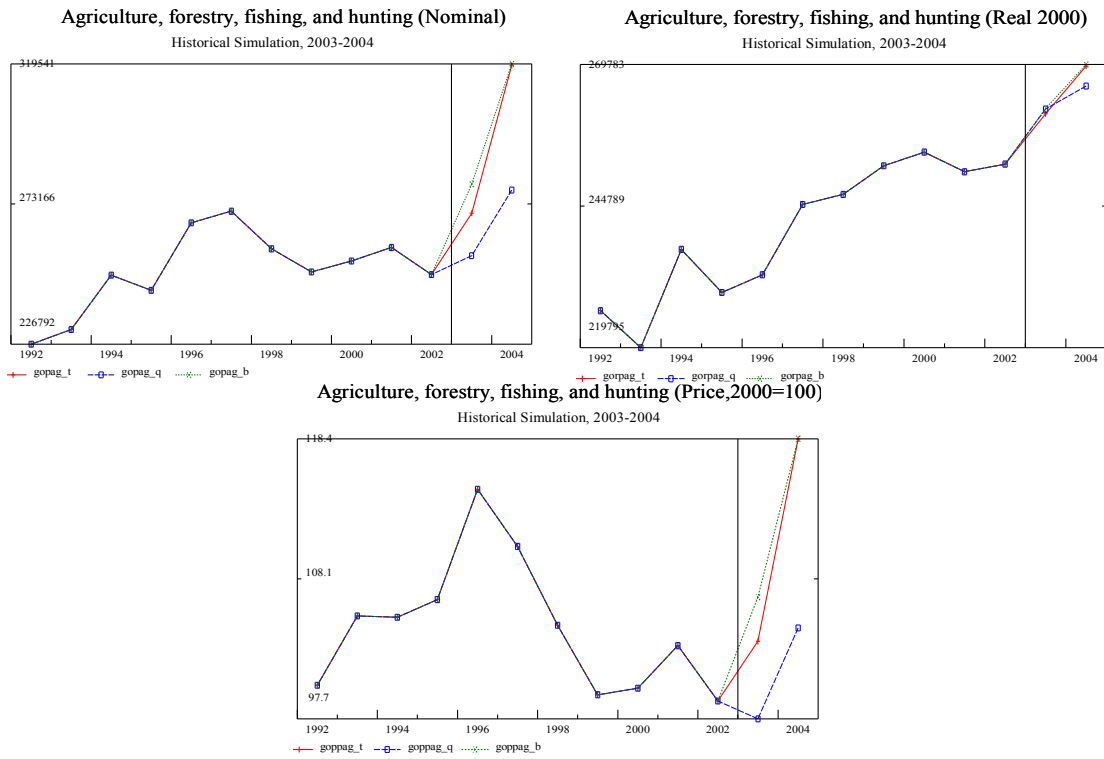 Agriculture, forestry, fishing, and hunting (Nominal)
Historical Simulation, 2003-2004
319541
273166
226792
1992 1994 1996 1998 2000 2002 2004
gopag_t gopag_q gopag_b
Agriculture, forestry, fishing, and hunting (Real 2000)
Historical Simulation, 2003-2004
269783
244789
219795
1992 1994 1996 1998 2000 2002 2004
gorpag_t gorpag_q gorpag_b
Agriculture, forestry, fishing, and hunting (Price,2000=100)
Historical Simulation, 2003-2004
118.4
108.1
97.7
1992 1994 1996 1998 2000 2002 2004
goppag_t goppag_q goppag_b